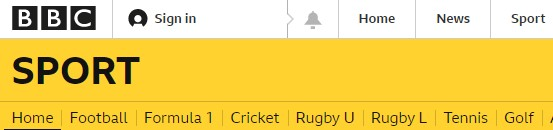 BBC Sign in Home News Sport
SPORT
Home Football Formula 1 Cricket Rugby U Rugby L Tennis Golf